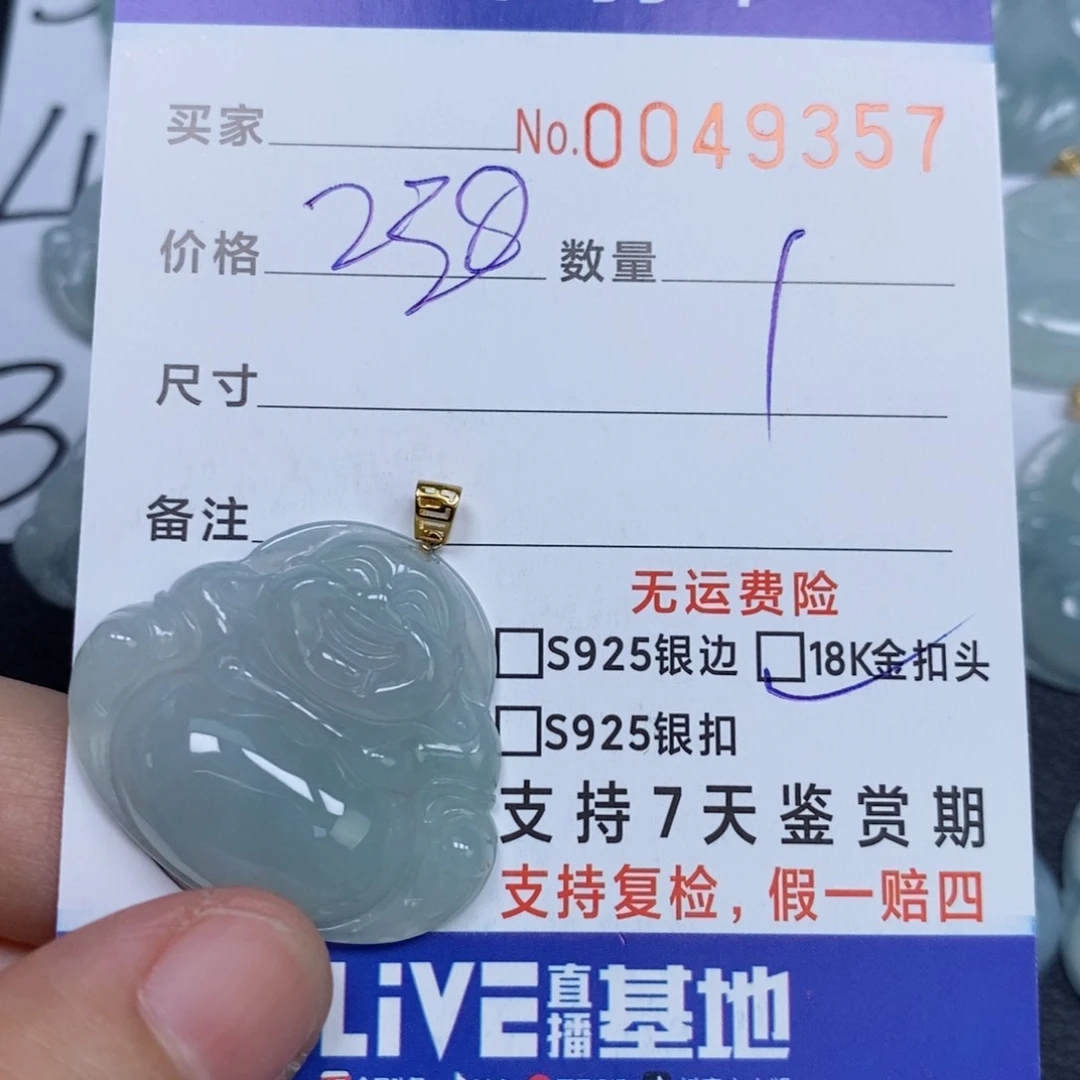 买家 No.0049357
价格 258 数量 1
尺寸
备注
无运费险
S925银边 18K金扣头
S925银扣
支持7天鉴赏期
支持复检，假一赔四
LiVE直播基地
4
3